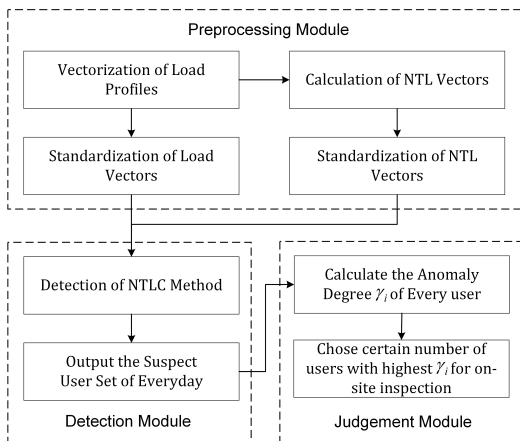 Preprocessing Module
Vectorization of Load
Profiles
Calculation of NTL Vectors
Standardization of Load
Vectors
Standardization of NTL
Vectors
Detection of NTLC Method
Output the Suspect
User Set of Everyday
Detection Module
Calculate the Anomaly
Degree γi of Every user
Chose certain number of
users with highest γi for on-
site inspection
Judgement Module